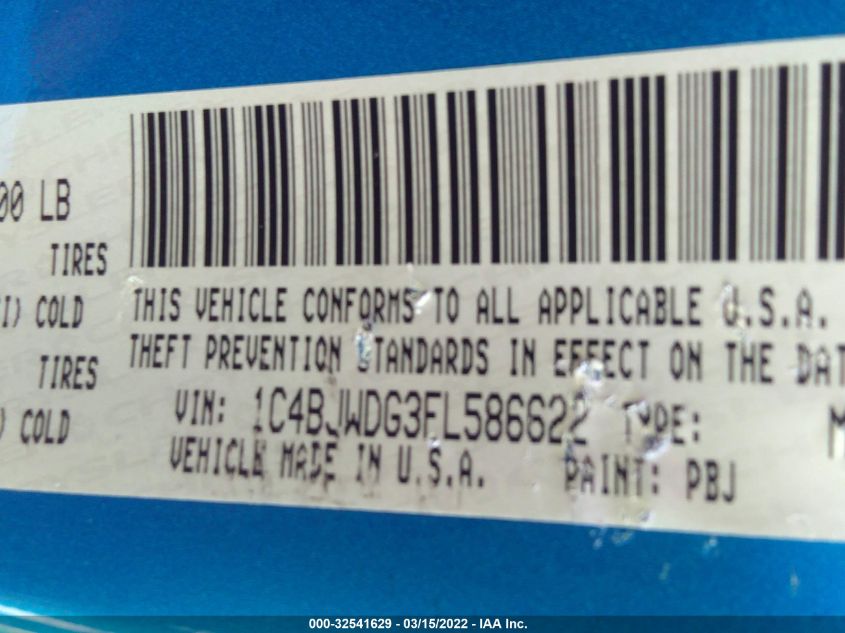 00 LB
TIRES
I) COLD
TIRES
) COLD
THIS VEHICLE CONFORMS TO ALL APPLICABLE U.S.A.
THEFT PREVENTION STANDARDS IN EFFECT ON THE DAT
VIN: 1C4BJWDG3FL586622 TYPE: M
VEHICLE MADE IN U.S.A. PAINT: PBJ
000-32541629 - 03/15/2022 - IAA Inc.